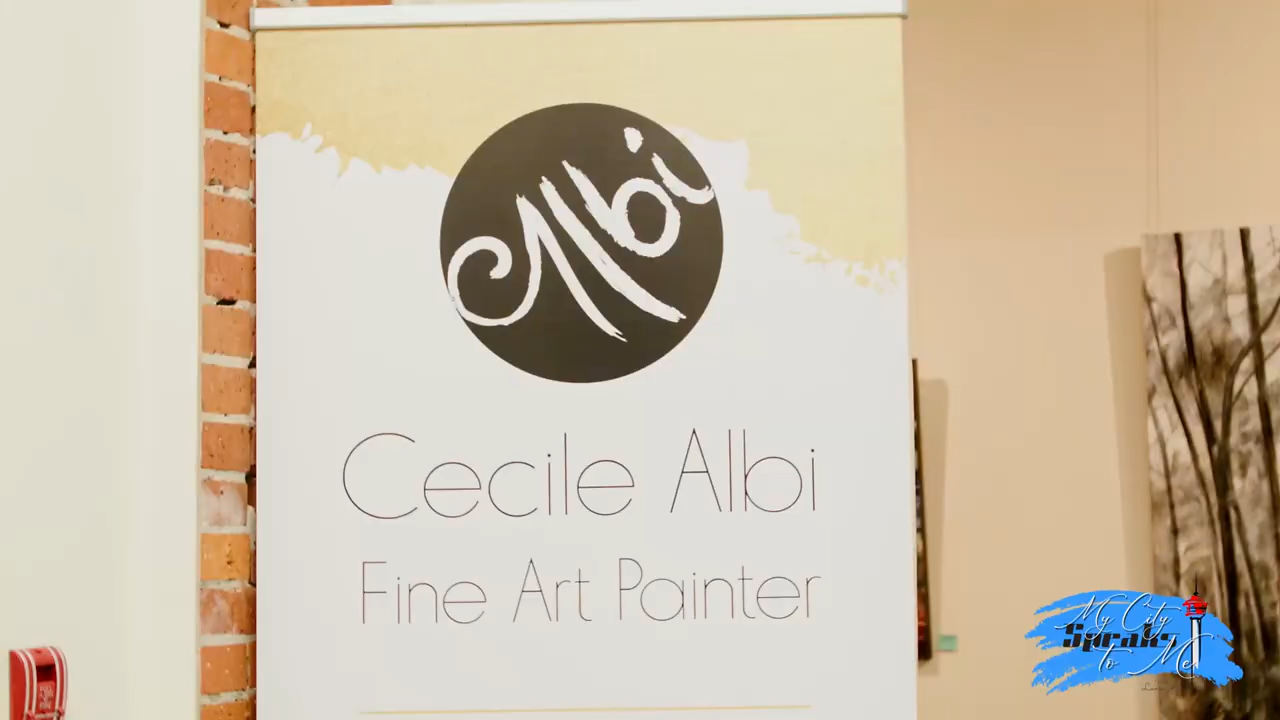 Albi
Cecile Albi
Fine Art Painter
My City
Speaks
to Me